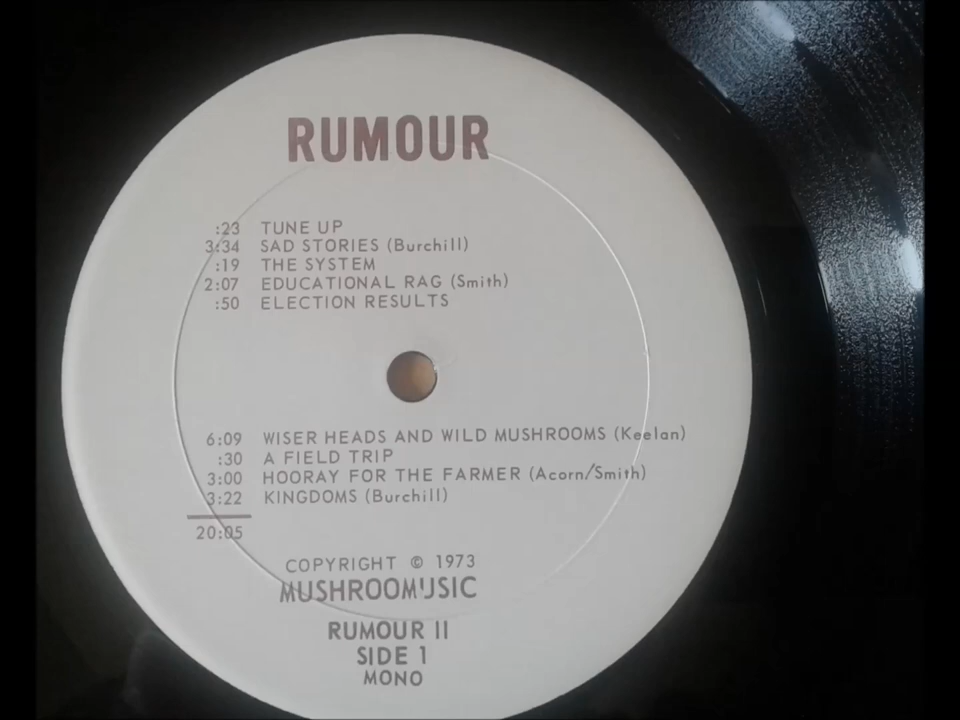 RUMOUR
:23 TUNE UP
3:34 SAD STORIES (Burchill)
:19 THE SYSTEM
2:07 EDUCATIONAL RAG (Smith)
:50 ELECTION RESULTS
6:09 WISER HEADS AND WILD MUSHROOMS (Keelan)
:30 A FIELD TRIP
3:00 HOORAY FOR THE FARMER (Acorn/Smith)
3:22 KINGDOMS (Burchill)
20:05
COPYRIGHT © 1973
MUSHROOMUSIC
RUMOUR II
SIDE 1
MONO